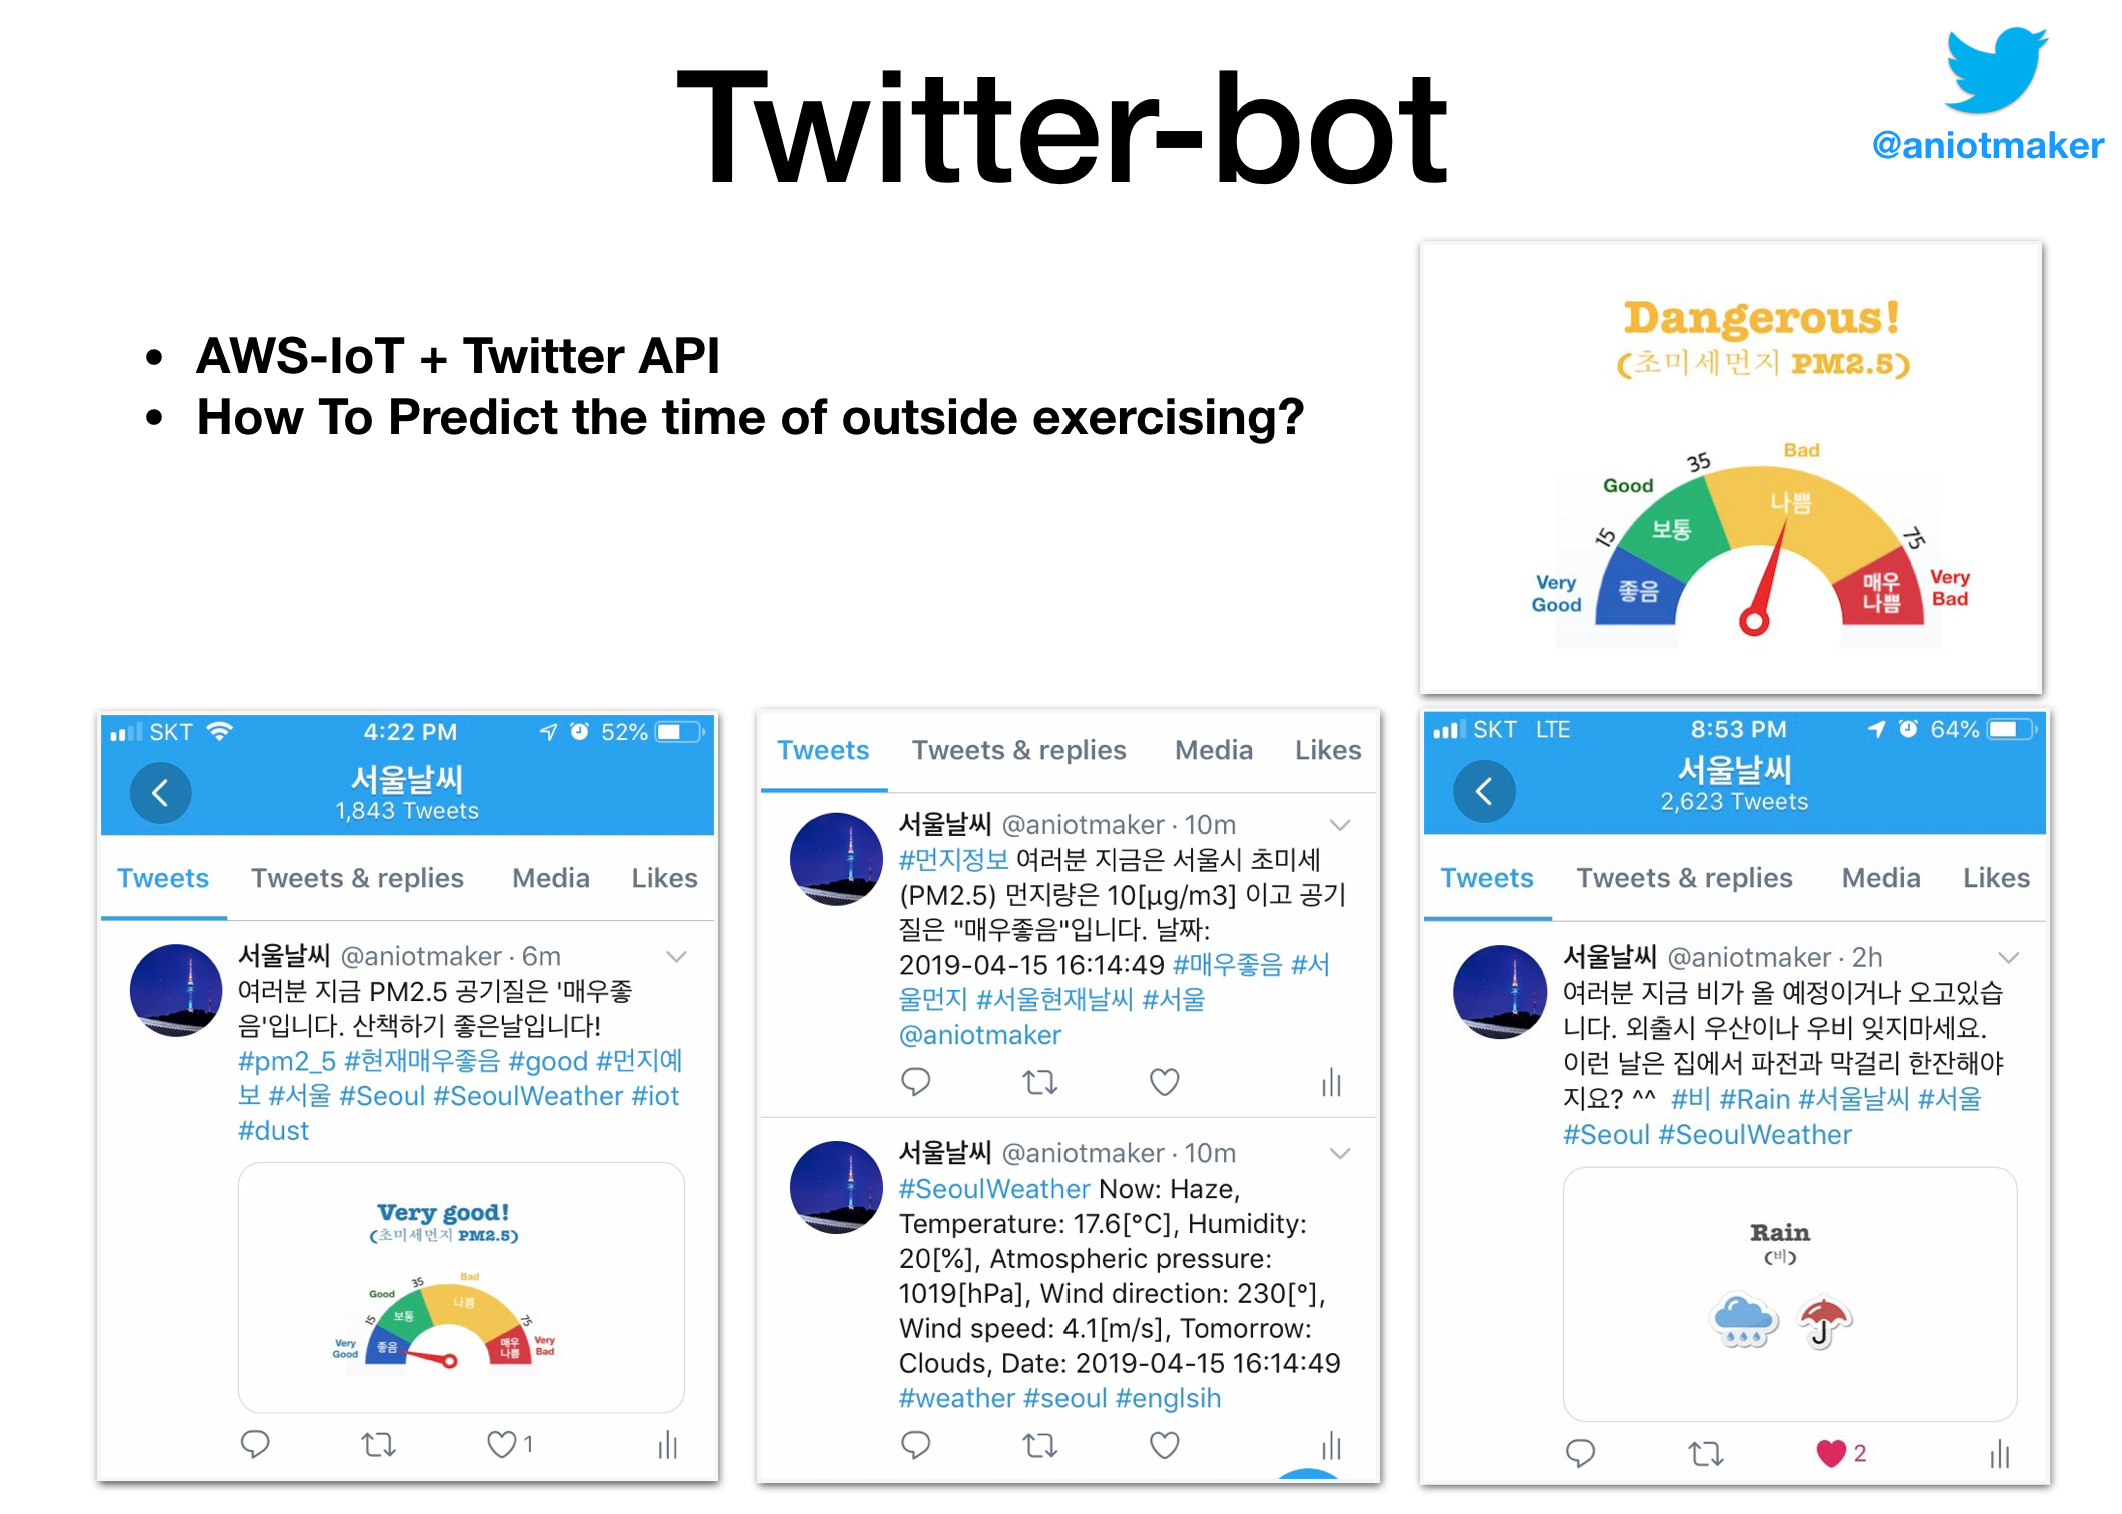 Twitter-bot
@aniotmaker
• AWS-IoT + Twitter API
• How To Predict the time of outside exercising?
Dangerous!
(초미세먼지 PM2.5)
Bad
35
Good
나쁨
15
보통
75
Very
Good
좋음
매우
나쁨
Very
Bad
SKT
4:22 PM
52%
서울날씨
1,843 Tweets
Tweets
Tweets & replies
Media
Likes
서울날씨 @aniotmaker · 6m
여러분 지금 PM2.5 공기질은 '매우좋
음'입니다. 산책하기 좋은날입니다!
#pm2_5 #현재매우좋음 #good #먼지예
보 #서울 #Seoul #SeoulWeather #iot
#dust
Very good!
(초미세먼지 PM2.5)
Bad
35
Good
나쁨
15
보통
75
Very
Good
좋음
매우
나쁨
Very
Bad
1
Tweets
Tweets & replies
Media
Likes
서울날씨 @aniotmaker · 10m
#먼지정보 여러분 지금은 서울시 초미세
(PM2.5) 먼지량은 10[µg/m3] 이고 공기
질은 "매우좋음"입니다. 날짜:
2019-04-15 16:14:49 #매우좋음 #서
울먼지 #서울현재날씨 #서울
@aniotmaker
서울날씨 @aniotmaker · 10m
#SeoulWeather Now: Haze,
Temperature: 17.6[°C], Humidity:
20[%], Atmospheric pressure:
1019[hPa], Wind direction: 230[°],
Wind speed: 4.1[m/s], Tomorrow:
Clouds, Date: 2019-04-15 16:14:49
#weather #seoul #englsih
SKT LTE
8:53 PM
64%
서울날씨
2,623 Tweets
Tweets
Tweets & replies
Media
Likes
서울날씨 @aniotmaker · 2h
여러분 지금 비가 올 예정이거나 오고있습
니다. 외출시 우산이나 우비 잊지마세요.
이런 날은 집에서 파전과 막걸리 한잔해야
지요? ^^ #비 #Rain #서울날씨 #서울
#Seoul #SeoulWeather
Rain
(비)
2